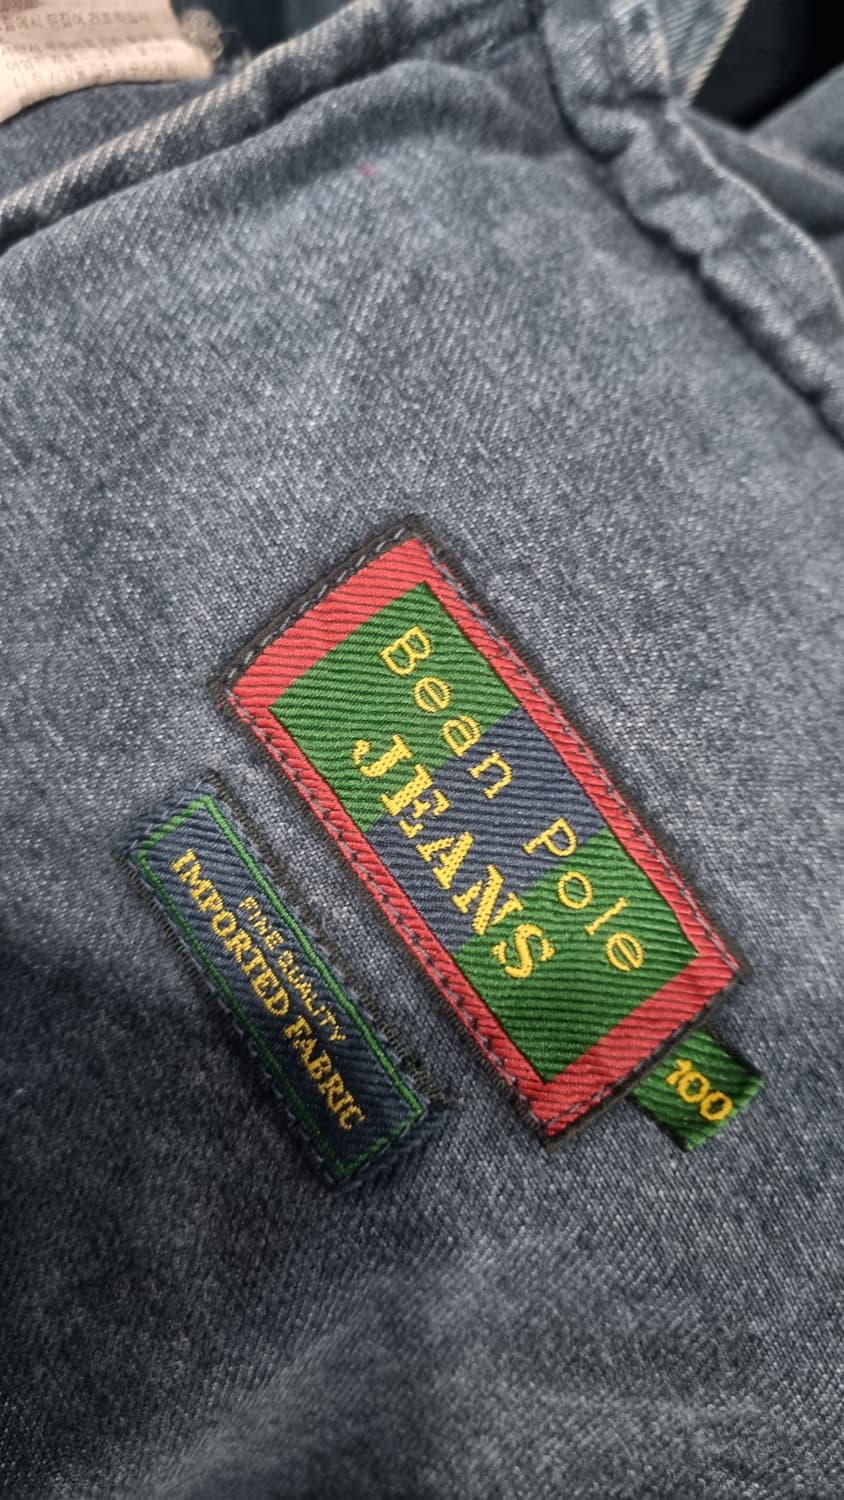 Bean Pole
JEANS
100
FINE QUALITY
IMPORTED FABRIC